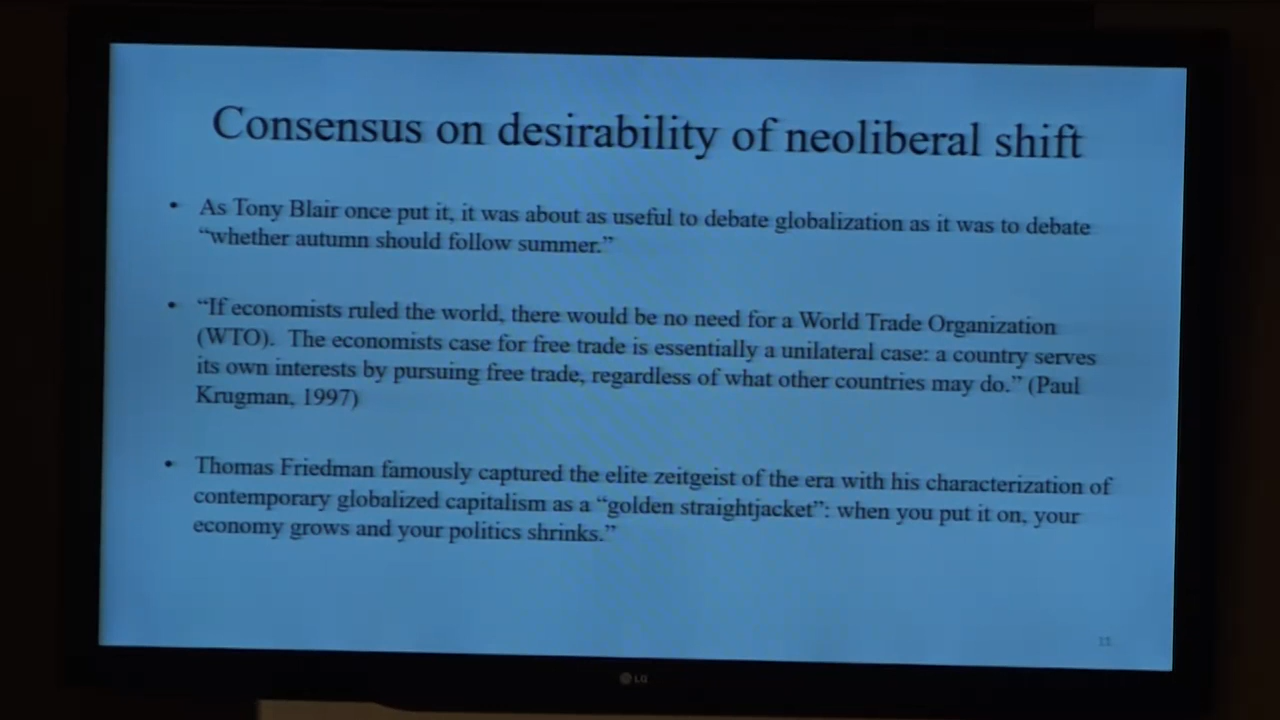 Consensus on desirability of neoliberal shift
• As Tony Blair once put it, it was about as useful to debate globalization as it was to debate
“whether autumn should follow summer.”
• “If economists ruled the world, there would be no need for a World Trade Organization
(WTO).  The economists case for free trade is essentially a unilateral case: a country serves
its own interests by pursuing free trade, regardless of what other countries may do.” (Paul
Krugman, 1997)
• Thomas Friedman famously captured the elite zeitgeist of the era with his characterization of
contemporary globalized capitalism as a “golden straightjacket”: when you put it on, your
economy grows and your politics shrinks.”
11
LG